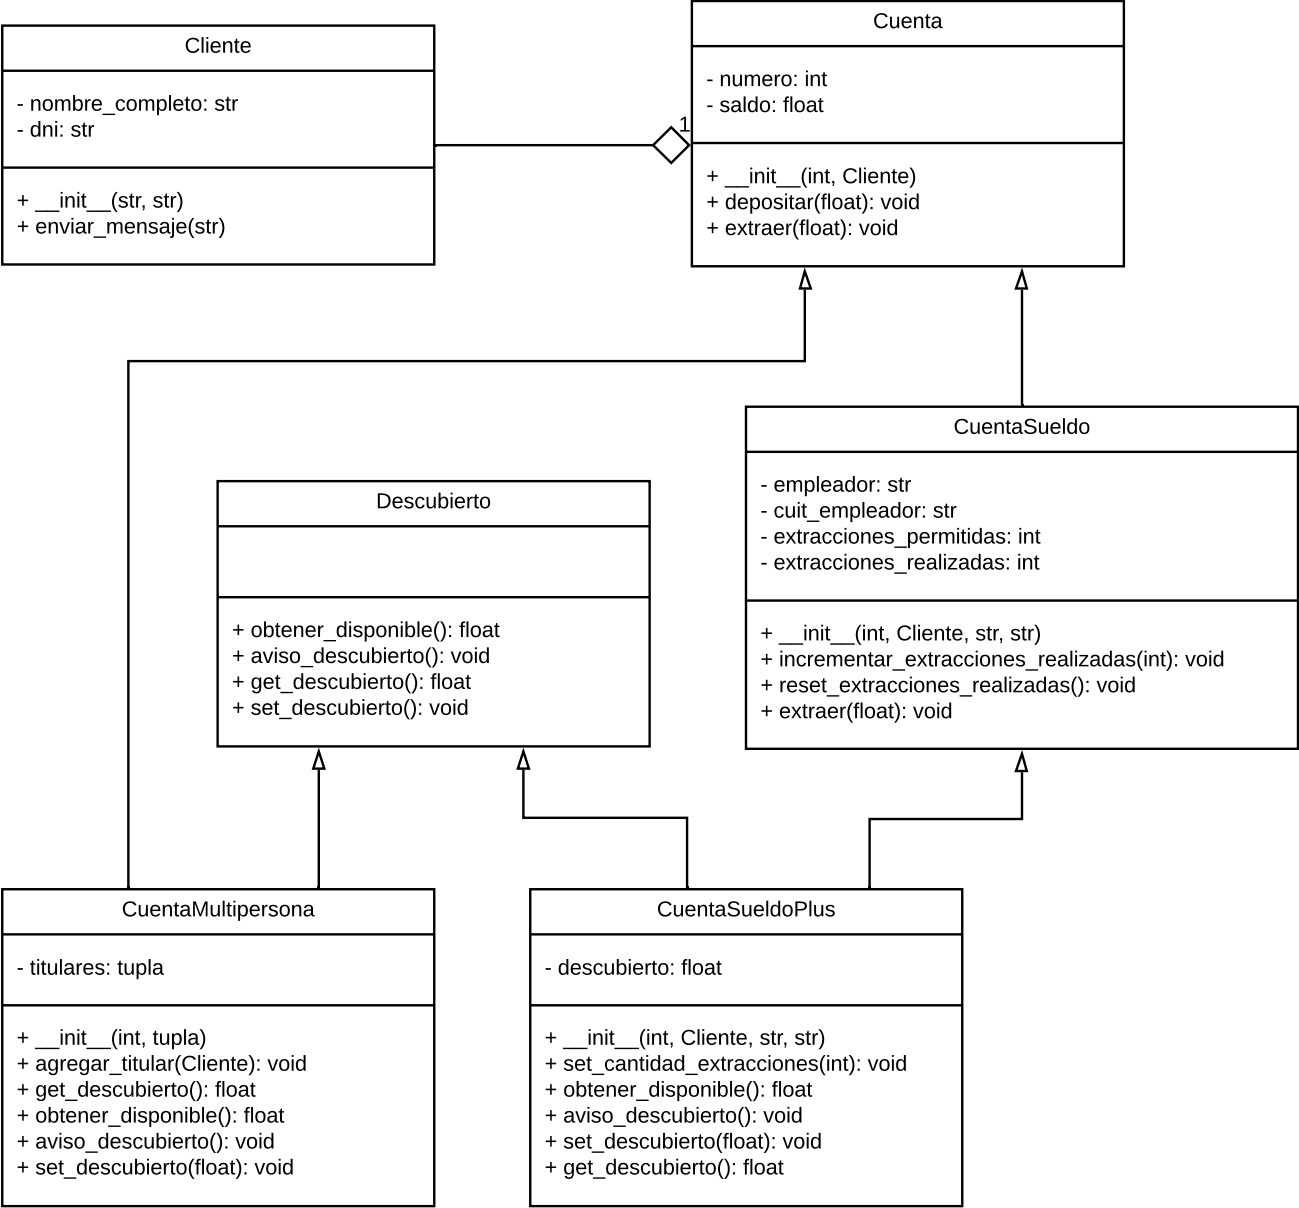 Cliente
- nombre_completo: str
- dni: str
+ __init__(str, str)
+ enviar_mensaje(str)
1
Cuenta
- numero: int
- saldo: float
+ __init__(int, Cliente)
+ depositar(float): void
+ extraer(float): void
Descubierto
+ obtener_disponible(): float
+ aviso_descubierto(): void
+ get_descubierto(): float
+ set_descubierto(): void
CuentaSueldo
- empleador: str
- cuit_empleador: str
- extracciones_permitidas: int
- extracciones_realizadas: int
+ __init__(int, Cliente, str, str)
+ incrementar_extracciones_realizadas(int): void
+ reset_extracciones_realizadas(): void
+ extraer(float): void
CuentaMultipersona
- titulares: tupla
+ __init__(int, tupla)
+ agregar_titular(Cliente): void
+ get_descubierto(): float
+ obtener_disponible(): float
+ aviso_descubierto(): void
+ set_descubierto(float): void
CuentaSueldoPlus
- descubierto: float
+ __init__(int, Cliente, str, str)
+ set_cantidad_extracciones(int): void
+ obtener_disponible(): float
+ aviso_descubierto(): void
+ set_descubierto(float): void
+ get_descubierto(): float